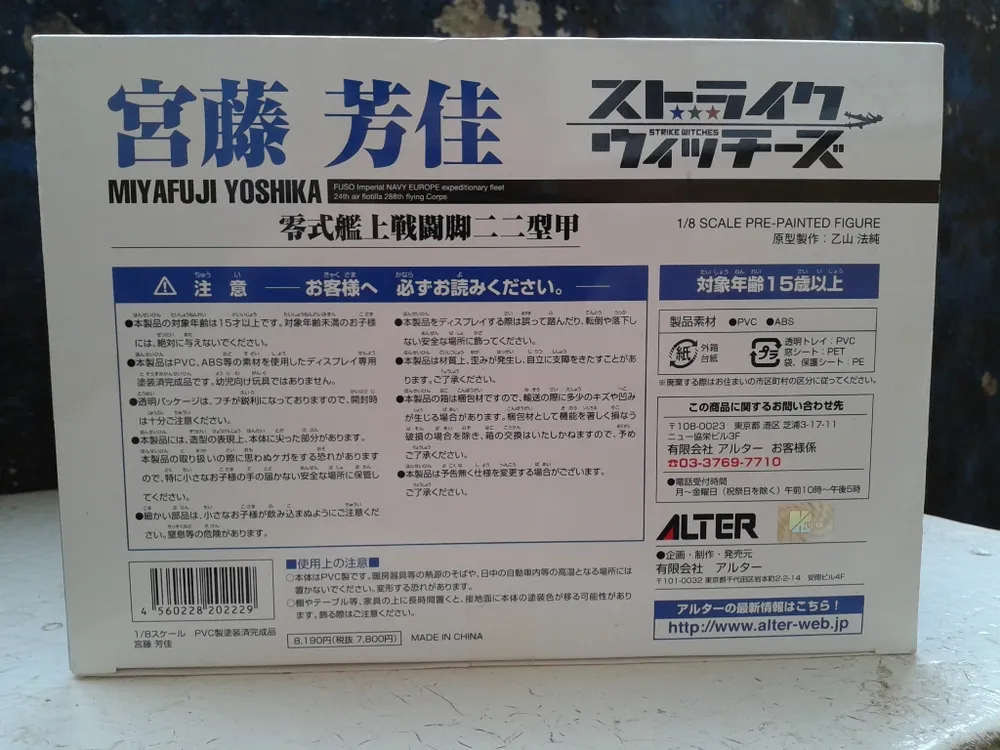 宮藤 芳佳
ストライク
STRIKE WITCHES
ウィッチーズ
MIYAFUJI YOSHIKA
FUSO Imperial NAVY EUROPE expeditionary fleet
24th air flotilla 288th flying Corps
零式艦上戦闘脚二二型甲
1/8 SCALE PRE-PAINTED FIGURE
原型製作：乙山 法純
注意 ― お客様へ 必ずお読みください。―
●本製品の対象年齢は15才以上です。対象年齢未満のお子様
には、絶対に与えないでください。
●本製品はPVC、ABS等の素材を使用したディスプレイ専用
塗装済完成品です。幼児向け玩具ではありません。
●透明パッケージは、フチが鋭利になっておりますので、開封時
は十分ご注意ください。
●本製品には、造型の表現上、本体に尖った部分があります。
本製品の取り扱いの際に思わぬケガをする恐れがあります
ので、特に小さなお子様の手の届かない安全な場所に保管し
てください。
●細かい部品は、小さなお子様が飲み込まぬようにご注意くだ
さい。窒息等の危険があります。
●本製品をディスプレイする際は誤って踏んだり、転倒や落下し
ない安全な場所に飾てください。
●本製品は材質上、歪みが発生し自立に支障をきたすことがあ
ります。ご了承ください。
●本製品の箱は梱包材ですので、輸送の際に多少のキズや凹み
が生じる場合があります。梱包材として機能を著しく損なう
破損の場合を除き、箱の交換はいたしかねますので、予め
ご了承ください。
●本製品は予告無く仕様を変更する場合がございます。
ご了承ください。
対象年齢15歳以上
製品素材 ●PVC ●ABS
紙 外箱
台紙
プラ 透明トレイ：PVC
窓シート：PET
袋、保護シート：PE
※廃棄する際はお住まいの市区町村の区分に従ってください。
この商品に関するお問い合わせ先
〒108-0023 東京都 港区 芝浦3-17-11
ニュー協栄ビル3F
有限会社 アルター お客様係
☎03-3769-7710
●電話受付時間
月～金曜日（祝祭日を除く）午前10時～午後5時
ALTER
●企画・制作・発売元
有限会社 アルター
〒101-0032 東京都千代田区岩本町2-2-14 安間ビル4F
アルターの最新情報はこちら！
http://www.alter-web.jp
■使用上の注意■
○本体はPVC製です。暖房器具等の熱源のそばや、日中の自動車内等の高温となる場所には
置かないでください。変形する恐れがあります。
○棚やテーブル等、家具の上に長時間置くと、接地面に本体の塗装色が移る可能性があり
ます。飾る際はご注意ください。
4 560228 202229
1/8スケール PVC製塗装済完成品
宮藤 芳佳
8,190円(税抜 7,800円)
MADE IN CHINA